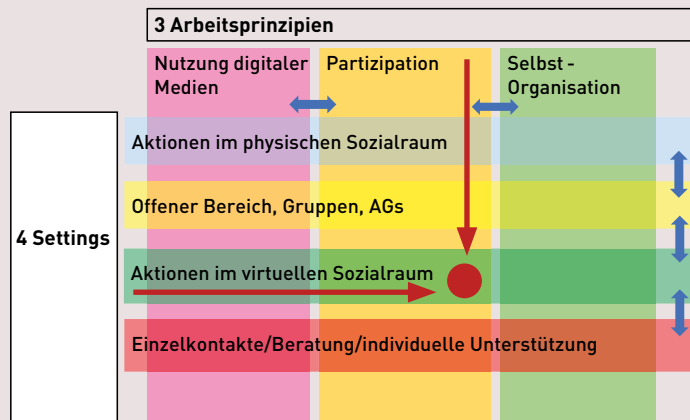 3 Arbeitsprinzipien
Nutzung digitaler
Medien
Partizipation
Selbst -
Organisation
4 Settings
Aktionen im physischen Sozialraum
Offener Bereich, Gruppen, AGs
Aktionen im virtuellen Sozialraum
Einzelkontakte/Beratung/individuelle Unterstützung